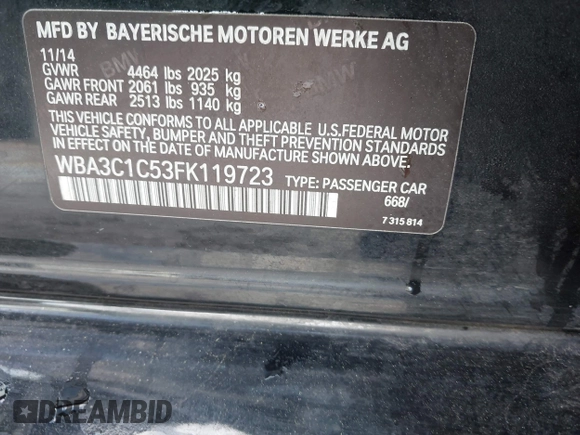 MFD BY BAYERISCHE MOTOREN WERKE AG
11/14
GVWR 4464 lbs 2025 kg
GAWR FRONT 2061 lbs 935 kg
GAWR REAR 2513 lbs 1140 kg
THIS VEHICLE CONFORMS TO ALL APPLICABLE U.S.FEDERAL MOTOR
VEHICLE SAFETY, BUMPER AND THEFT PREVENTION STANDARDS
IN EFFECT ON THE DATE OF MANUFACTURE SHOWN ABOVE.
WBA3C1C53FK119723 TYPE: PASSENGER CAR
668/
7 315 814
BMW
BMW
DREAMBID